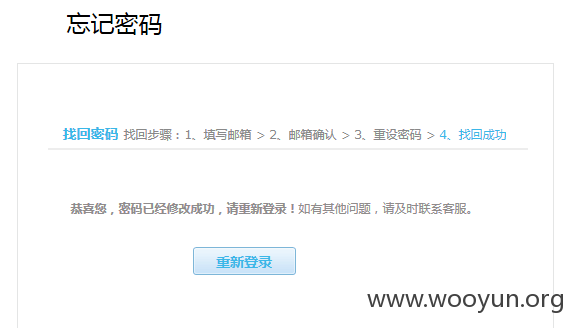 忘记密码
找回密码 找回步骤：1、填写邮箱 > 2、邮箱确认 > 3、重设密码 > 4、找回成功
恭喜您，密码已经修改成功，请重新登录！如有其他问题，请及时联系客服。
重新登录
www.wooyun.org